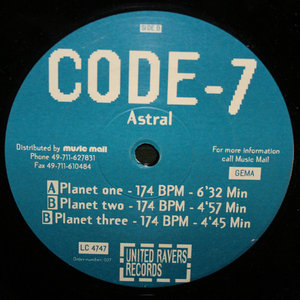 SIDE B
CODE-7
Astral
Distributed by music mail
Phone 49-711-627831
Fax 49-711-610484
For more information
call Music Mail
GEMA
A Planet one - 174 BPM - 6'32 Min
B Planet two - 174 BPM - 4'57 Min
B Planet three - 174 BPM - 4'45 Min
LC 4747
UNITED RAVERS
RECORDS